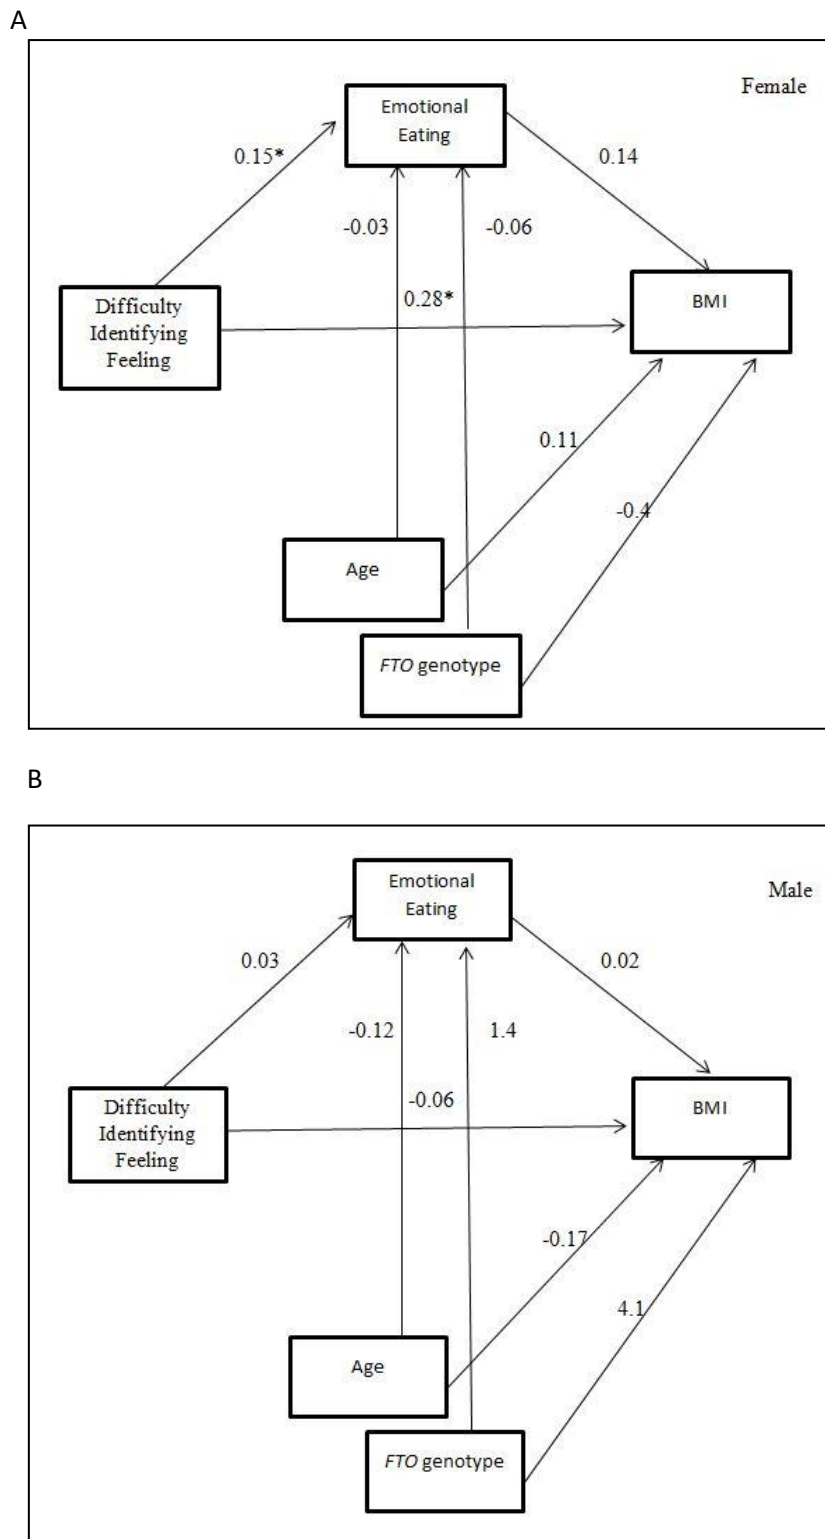 A
Female
Emotional
Eating
0.15*
0.14
-0.03
-0.06
Difficulty
Identifying
Feeling
0.28*
BMI
0.11
-0.4
Age
FTO genotype
B
Male
Emotional
Eating
0.03
0.02
-0.12
1.4
Difficulty
Identifying
Feeling
-0.06
BMI
-0.17
4.1
Age
FTO genotype